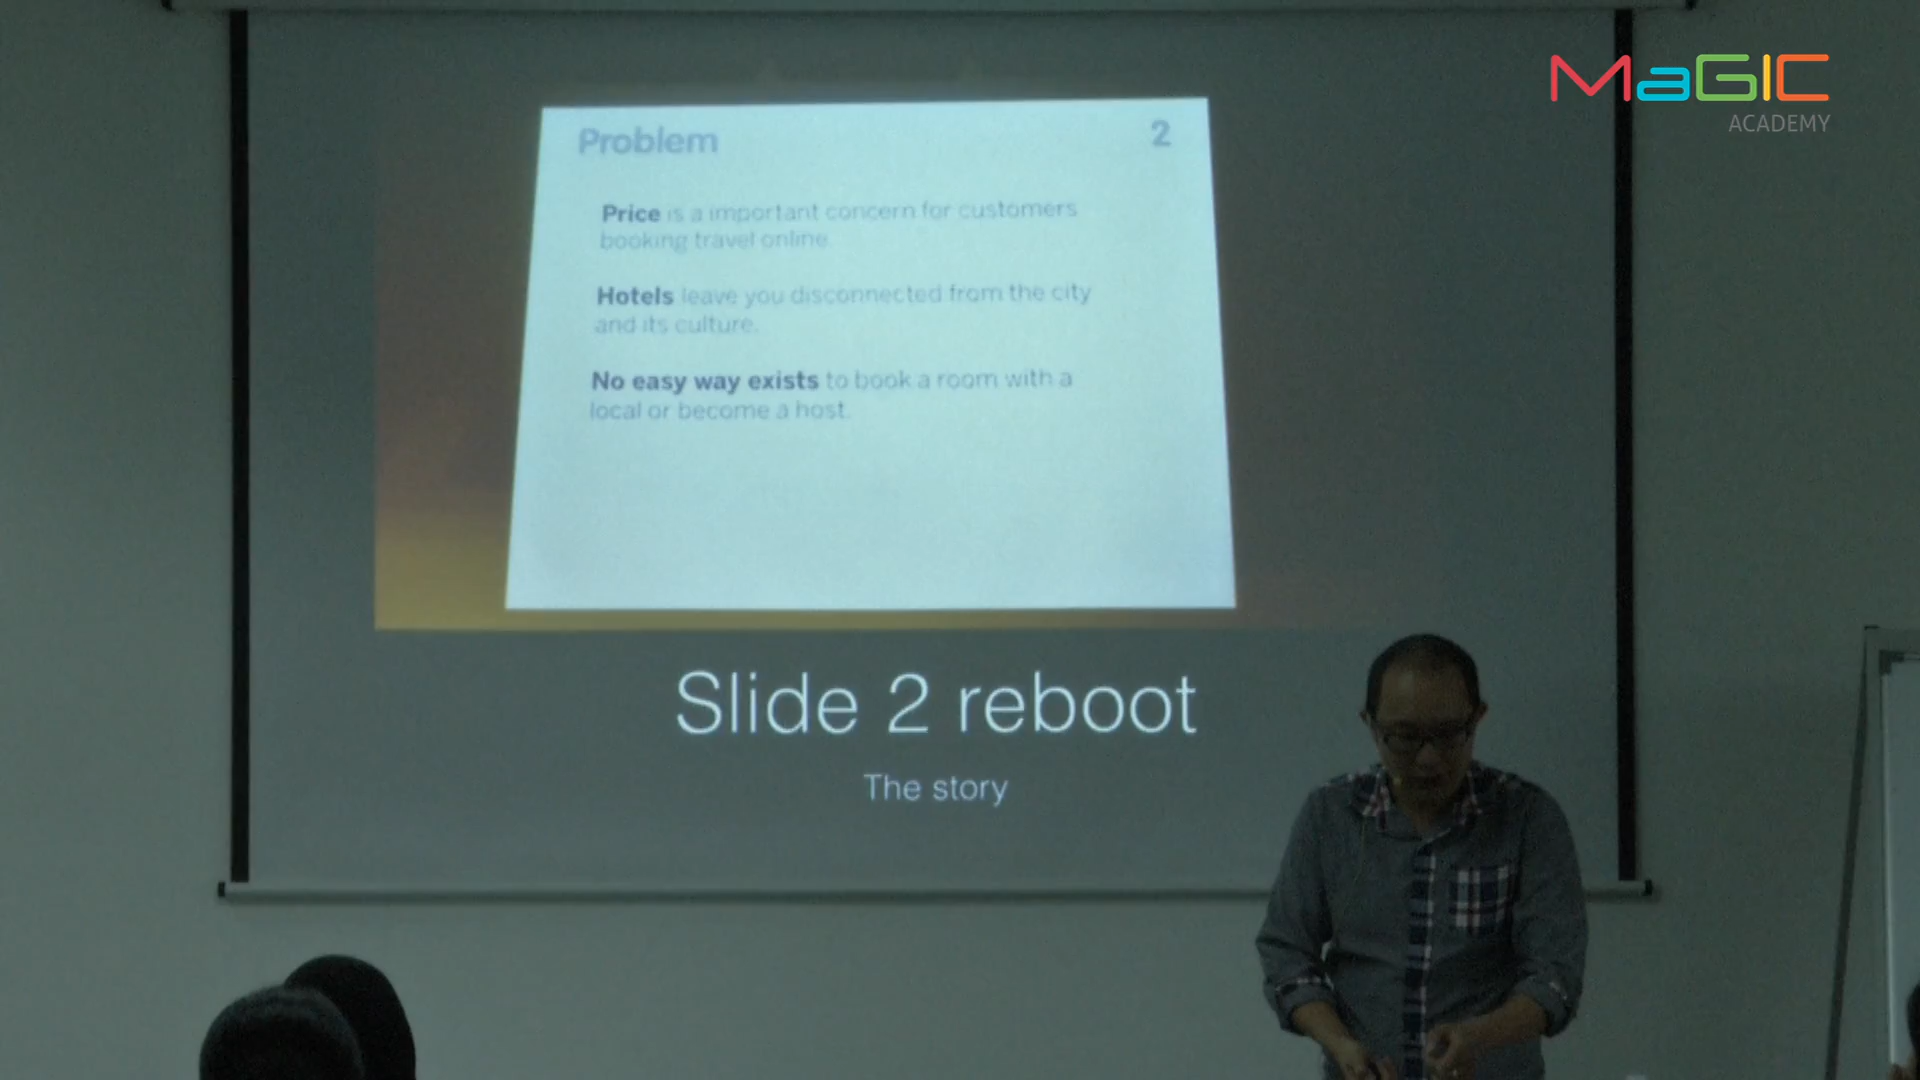 MaGIC
ACADEMY
Problem
2
Price is a important concern for customers
booking travel online.
Hotels leave you disconnected from the city
and its culture.
No easy way exists to book a room with a
local or become a host.
Slide 2 reboot
The story